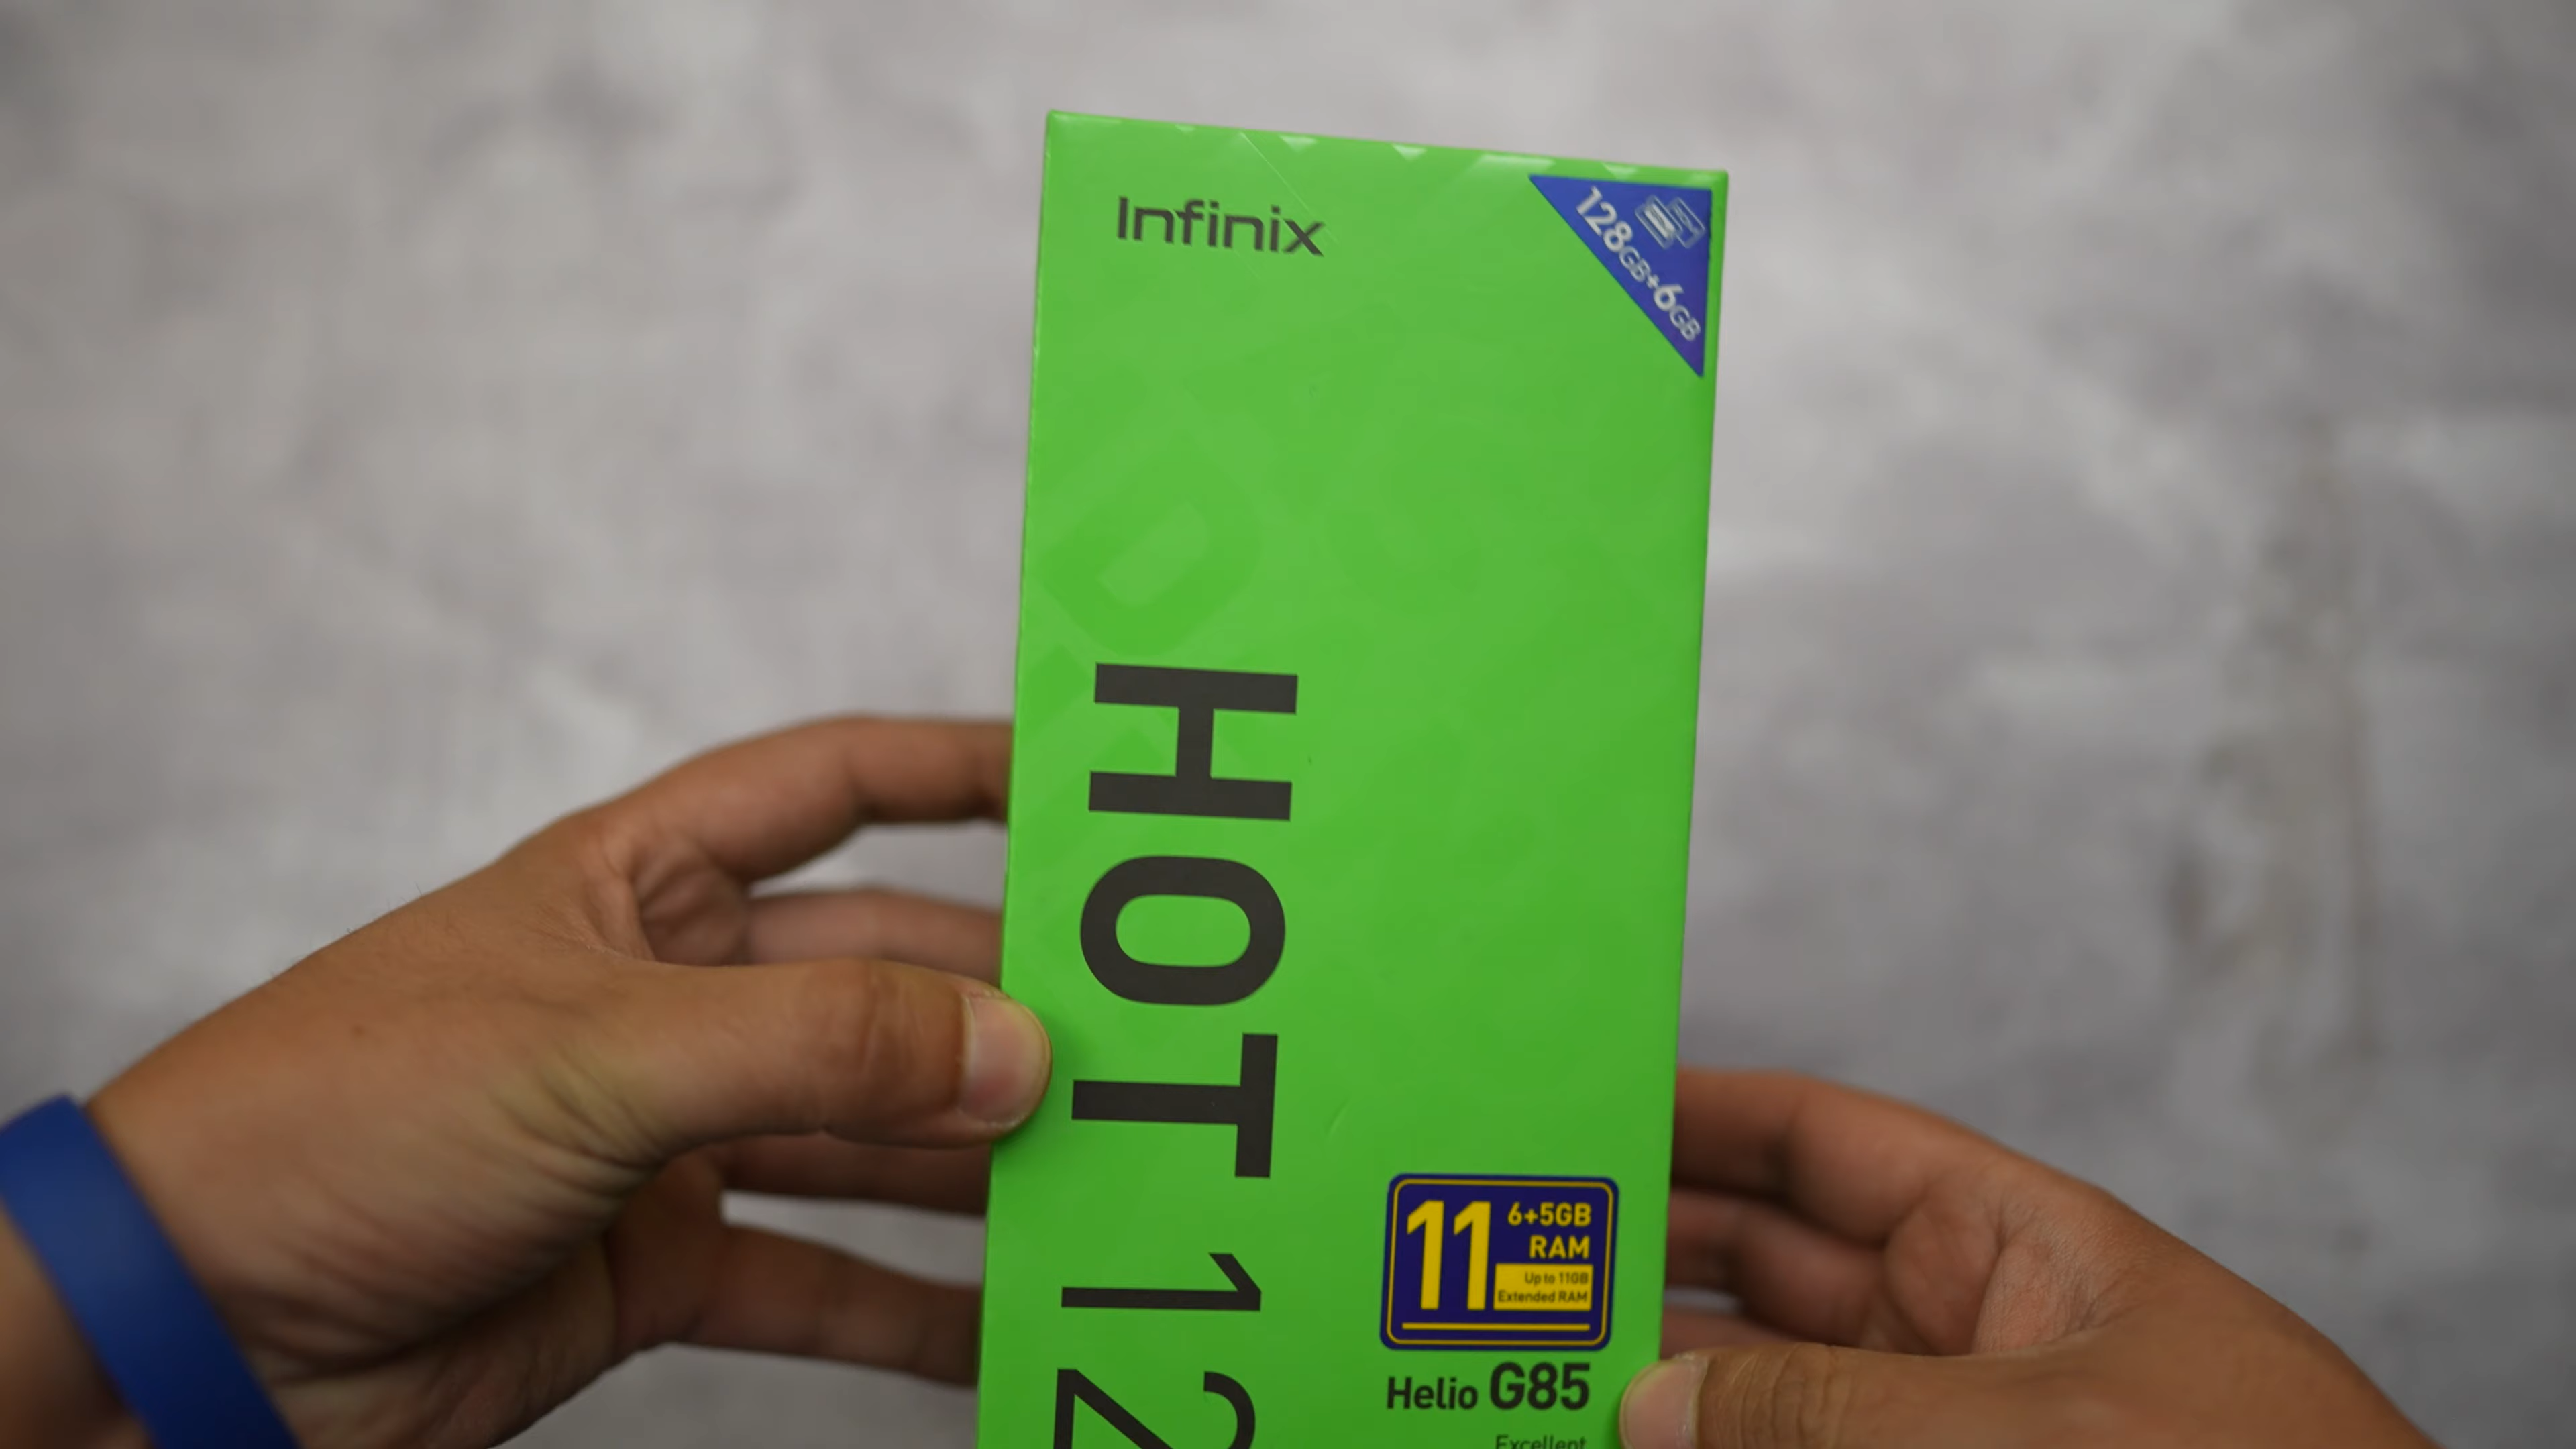 Infinix
128GB+6GB
HOT 12
11
6+5GB
RAM
Up to 11GB
Extended RAM
Helio G85
Excellent